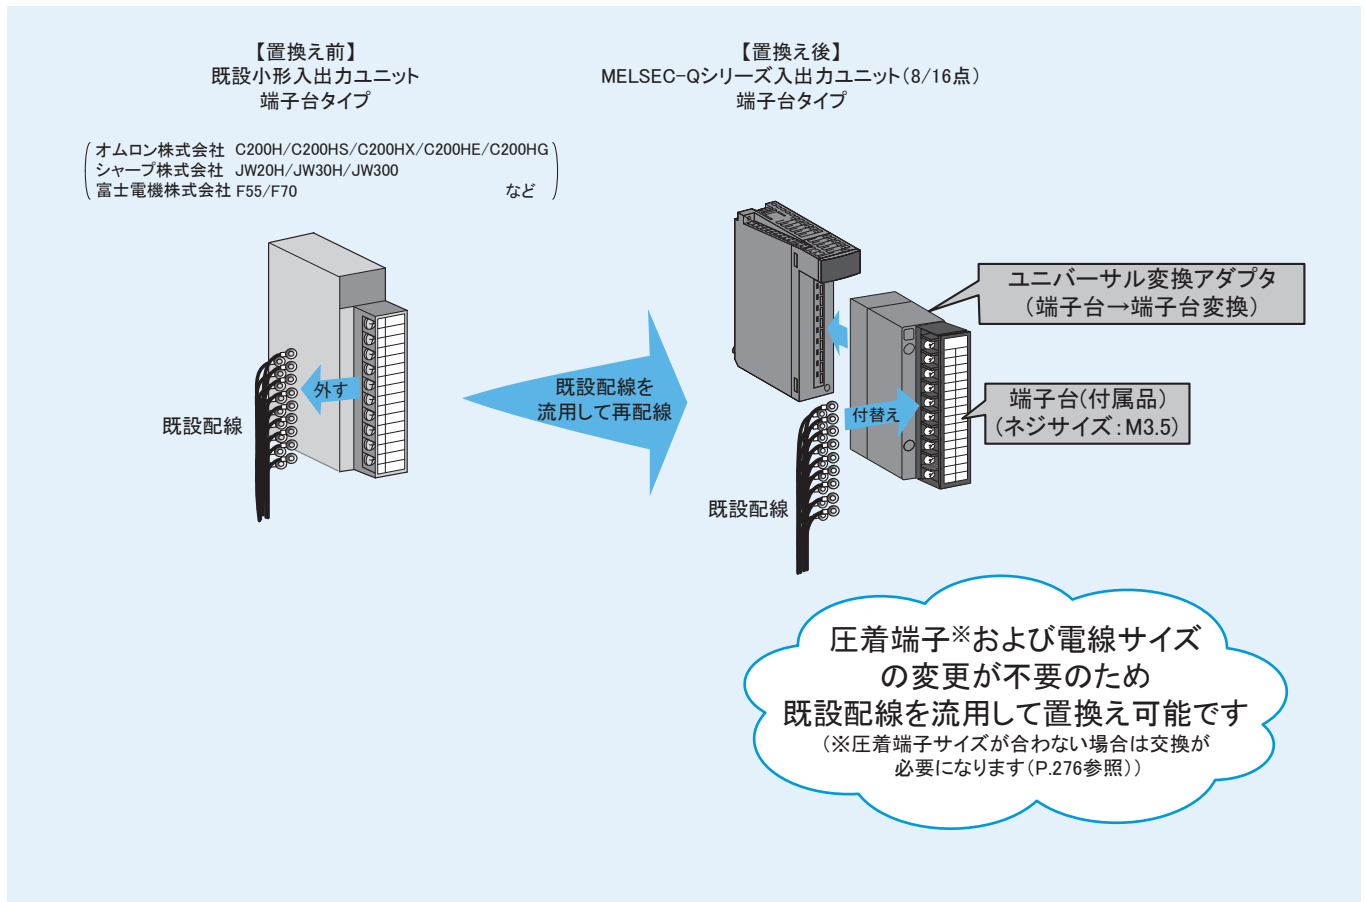 【置換え前】
既設小形入出力ユニット
端子台タイプ
オムロン株式会社 C200H/C200HS/C200HX/C200HE/C200HG
シャープ株式会社 JW20H/JW30H/JW300
富士電機株式会社 F55/F70 など
外す
既設配線
既設配線を
流用して再配線
【置換え後】
MELSEC-Qシリーズ入出力ユニット(8/16点)
端子台タイプ
ユニバーサル変換アダプタ
(端子台→端子台変換)
付替え
端子台(付属品)
(ネジサイズ:M3.5)
既設配線
圧着端子※および電線サイズ
の変更が不要のため
既設配線を流用して置換え可能です
(※圧着端子サイズが合わない場合は交換が
必要になります(P.276参照))